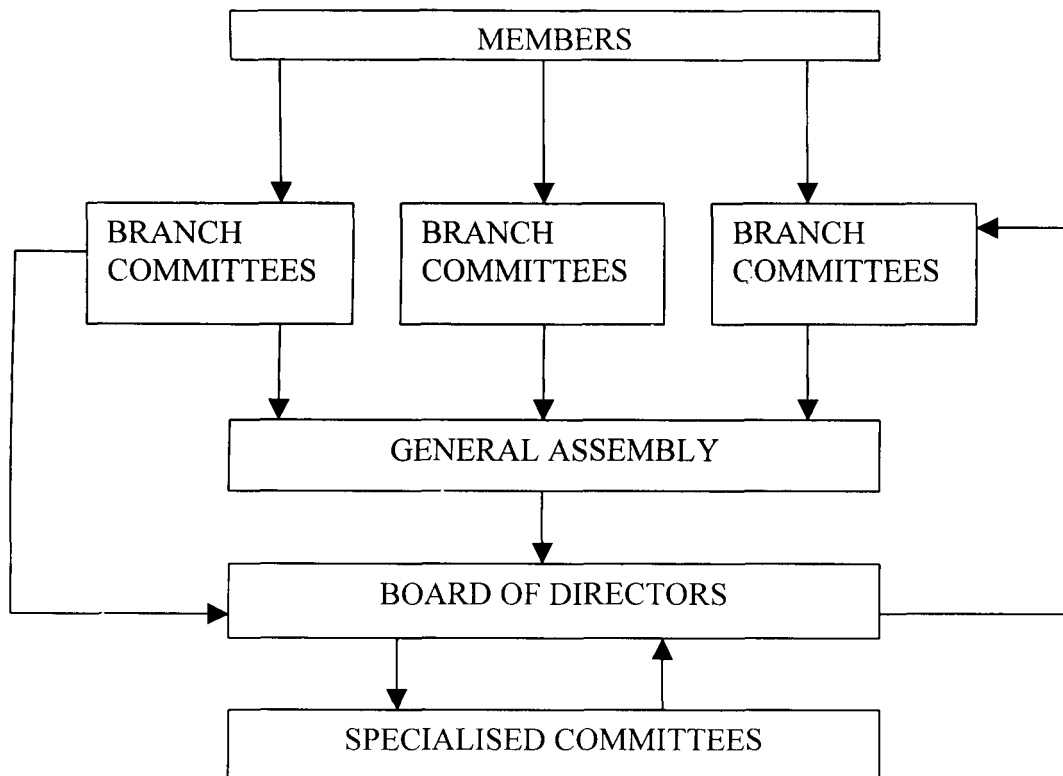 MEMBERS
BRANCH
COMMITTEES
BRANCH
COMMITTEES
BRANCH
COMMITTEES
GENERAL ASSEMBLY
BOARD OF DIRECTORS
SPECIALISED COMMITTEES